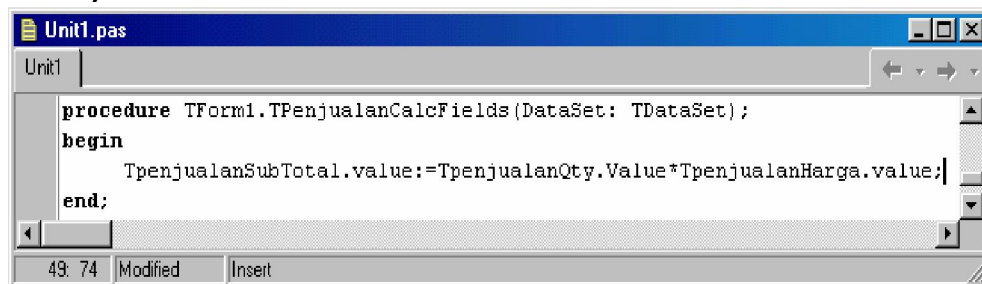 Unit1.pas
Unit1
procedure TForm1.TPenjualanCalcFields(DataSet: TDataSet);
begin
TpenjualanSubTotal.value:=TpenjualanQty.Value*TpenjualanHarga.value;
end;
49: 74 Modified Insert